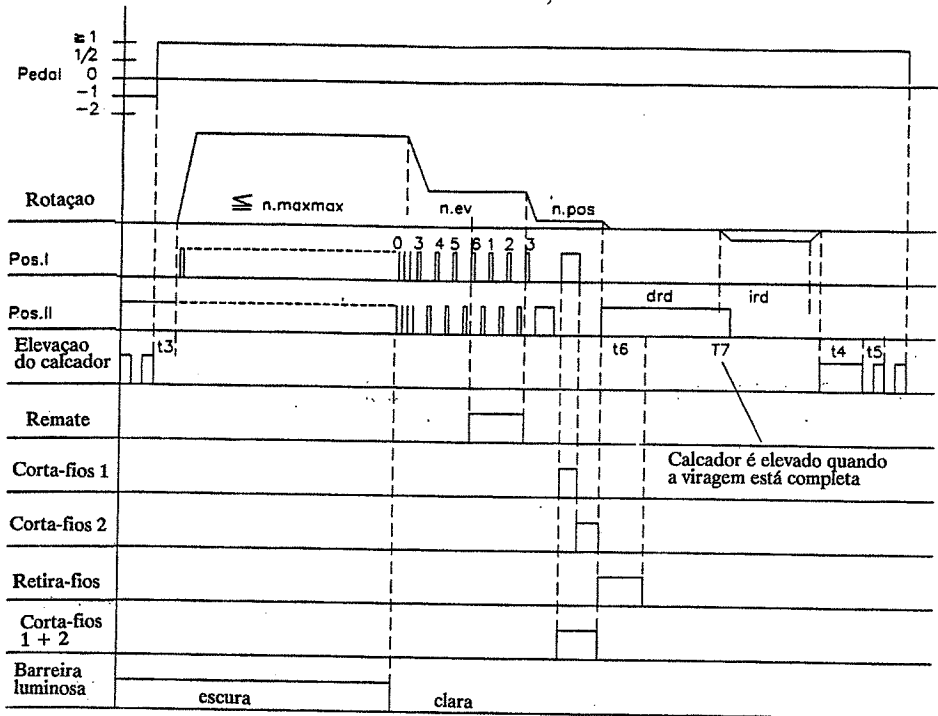 ≧ 1
1/2
Pedal 0
-1
-2
Rotaçao
≦ n.maxmax
n.ev
n.pos
Pos.I
0 3 4 5 6 1 2 3
Pos.II
drd
ird
Elevaçao
do calcador
t3
t6
T7
t4
t5
Remate
Calcador é elevado quando
a viragem está completa
Corta-fios 1
Corta-fios 2
Retira-fios
Corta-fios
1 + 2
Barreira
luminosa
escura
clara